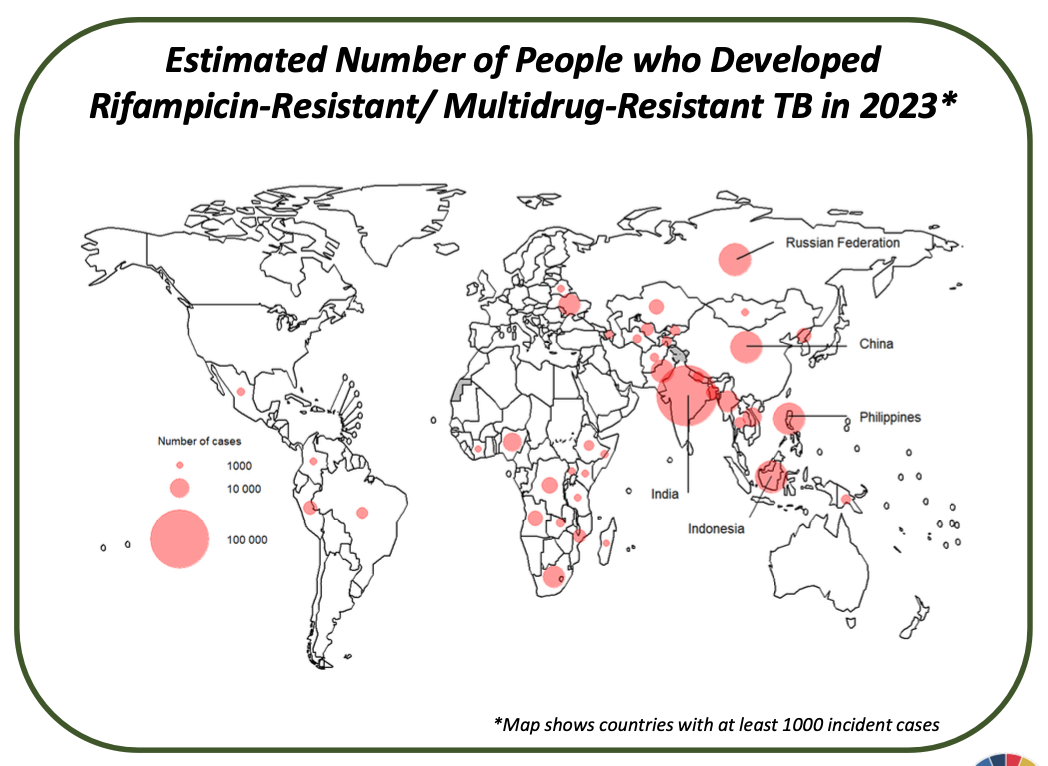 Estimated Number of People who Developed
Rifampicin-Resistant/ Multidrug-Resistant TB in 2023*
Russian Federation
China
Philippines
India
Indonesia
Number of cases
1000
10 000
100 000
*Map shows countries with at least 1000 incident cases